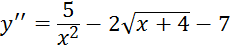 y′′ = 5/x² − 2√(x + 4) − 7